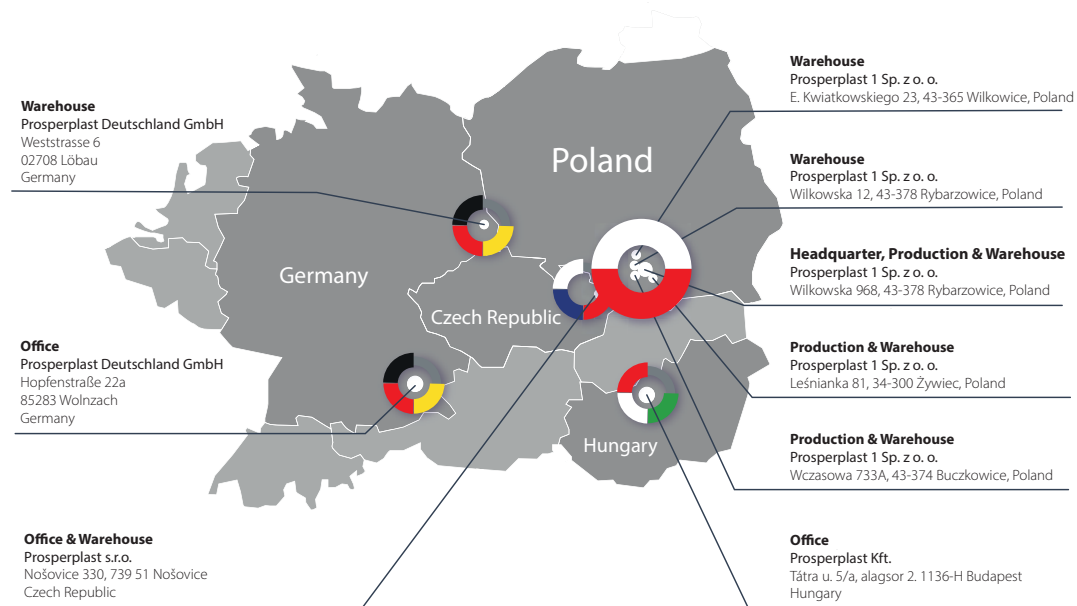 Warehouse
Prosperplast Deutschland GmbH
Weststrasse 6
02708 Löbau
Germany
Office
Prosperplast Deutschland GmbH
Hopfenstraße 22a
85283 Wolnzach
Germany
Office & Warehouse
Prosperplast s.r.o.
Nošovice 330, 739 51 Nošovice
Czech Republic
Poland
Germany
Czech Republic
Hungary
Warehouse
Prosperplast 1 Sp. z o. o.
E. Kwiatkowskiego 23, 43-365 Wilkowice, Poland
Warehouse
Prosperplast 1 Sp. z o. o.
Wilkowska 12, 43-378 Rybarzowice, Poland
Headquarter, Production & Warehouse
Prosperplast 1 Sp. z o. o.
Wilkowska 968, 43-378 Rybarzowice, Poland
Production & Warehouse
Prosperplast 1 Sp. z o. o.
Leśnianka 81, 34-300 Żywiec, Poland
Production & Warehouse
Prosperplast 1 Sp. z o. o.
Wczasowa 733A, 43-374 Buczkowice, Poland
Office
Prosperplast Kft.
Tátra u. 5/a, alagsor 2. 1136-H Budapest
Hungary